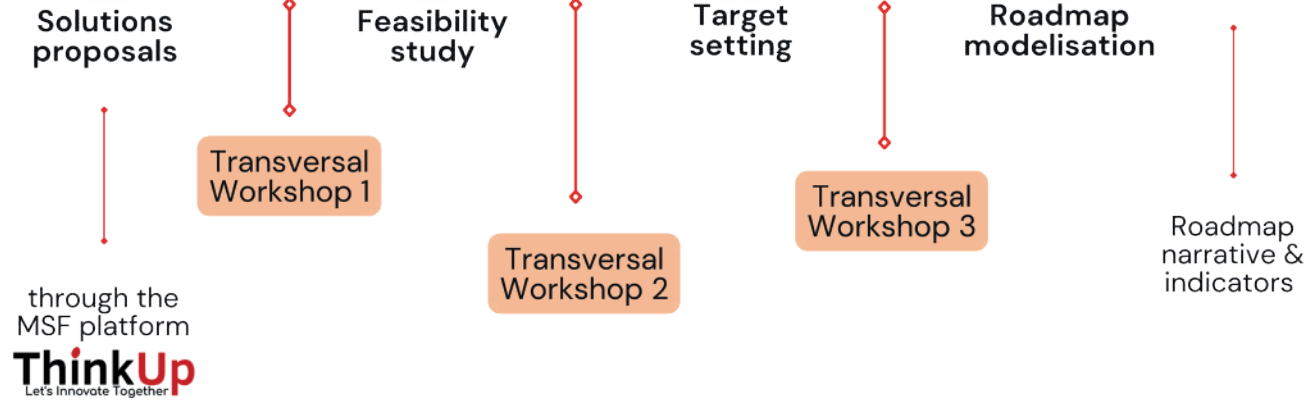 Solutions
proposals
Feasibility
study
Target
setting
Roadmap
modelisation
Transversal
Workshop 1
Transversal
Workshop 2
Transversal
Workshop 3
Roadmap
narrative &
indicators
through the
MSF platform
ThinkUp
Let's Innovate Together